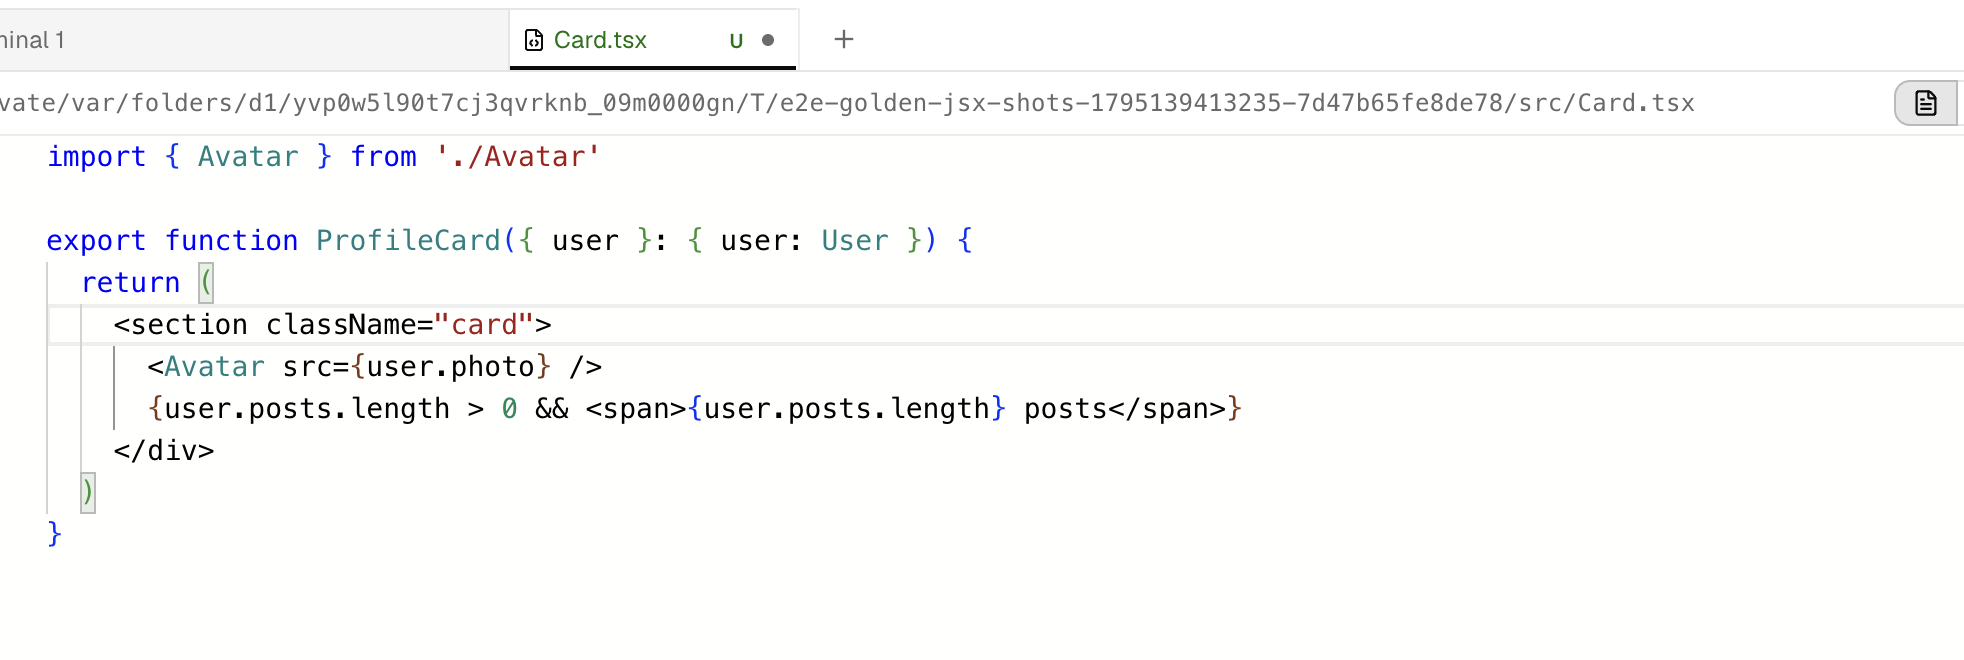 minal 1
Card.tsx U
vate/var/folders/d1/yvp0w5l90t7cj3qvrknb_09m0000gn/T/e2e-golden-jsx-shots-1795139413235-7d47b65fe8de78/src/Card.tsx
import { Avatar } from './Avatar'
export function ProfileCard({ user }: { user: User }) {
  return (
    <section className="card">
      <Avatar src={user.photo} />
      {user.posts.length > 0 && <span>{user.posts.length} posts</span>}
    </div>
  )
}